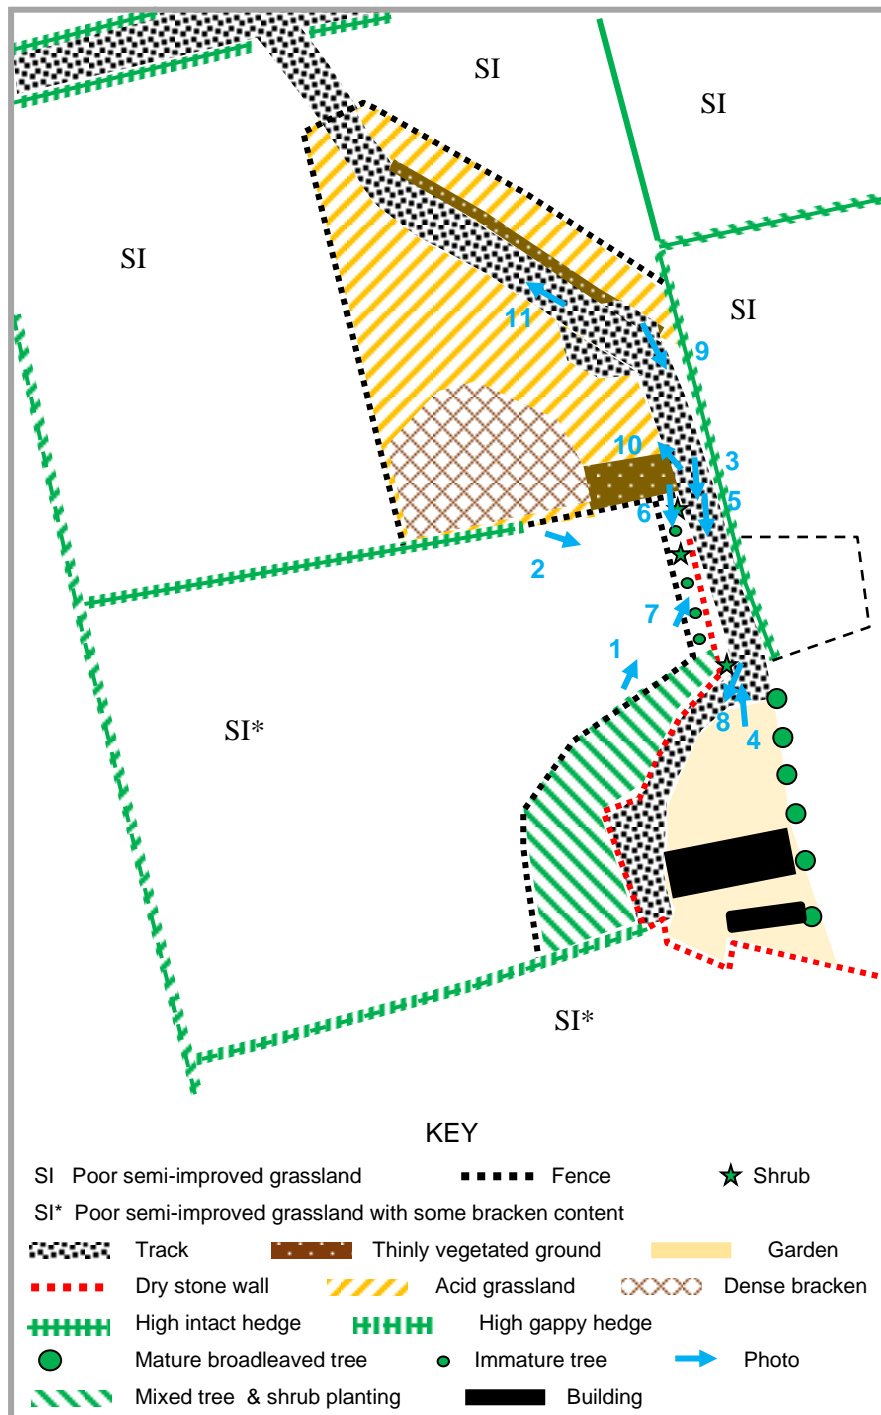 SI
SI
SI
SI
11
9
10
3
5
6
2
7
1
8
4
SI*
SI*
KEY
SI Poor semi-improved grassland Fence Shrub
SI* Poor semi-improved grassland with some bracken content
Track Thinly vegetated ground Garden
Dry stone wall Acid grassland Dense bracken
High intact hedge High gappy hedge
Mature broadleaved tree Immature tree Photo
Mixed tree & shrub planting Building